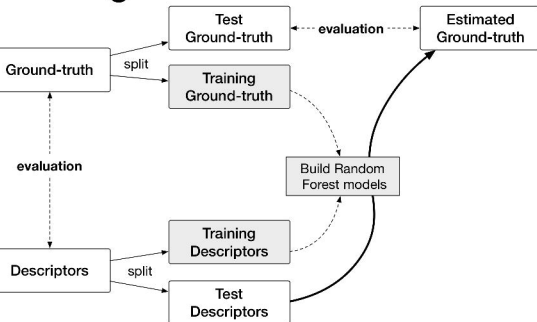 Test
Ground-truth
evaluation
Estimated
Ground-truth
Ground-truth
split
Training
Ground-truth
evaluation
Build Random
Forest models
Training
Descriptors
Descriptors
split
Test
Descriptors